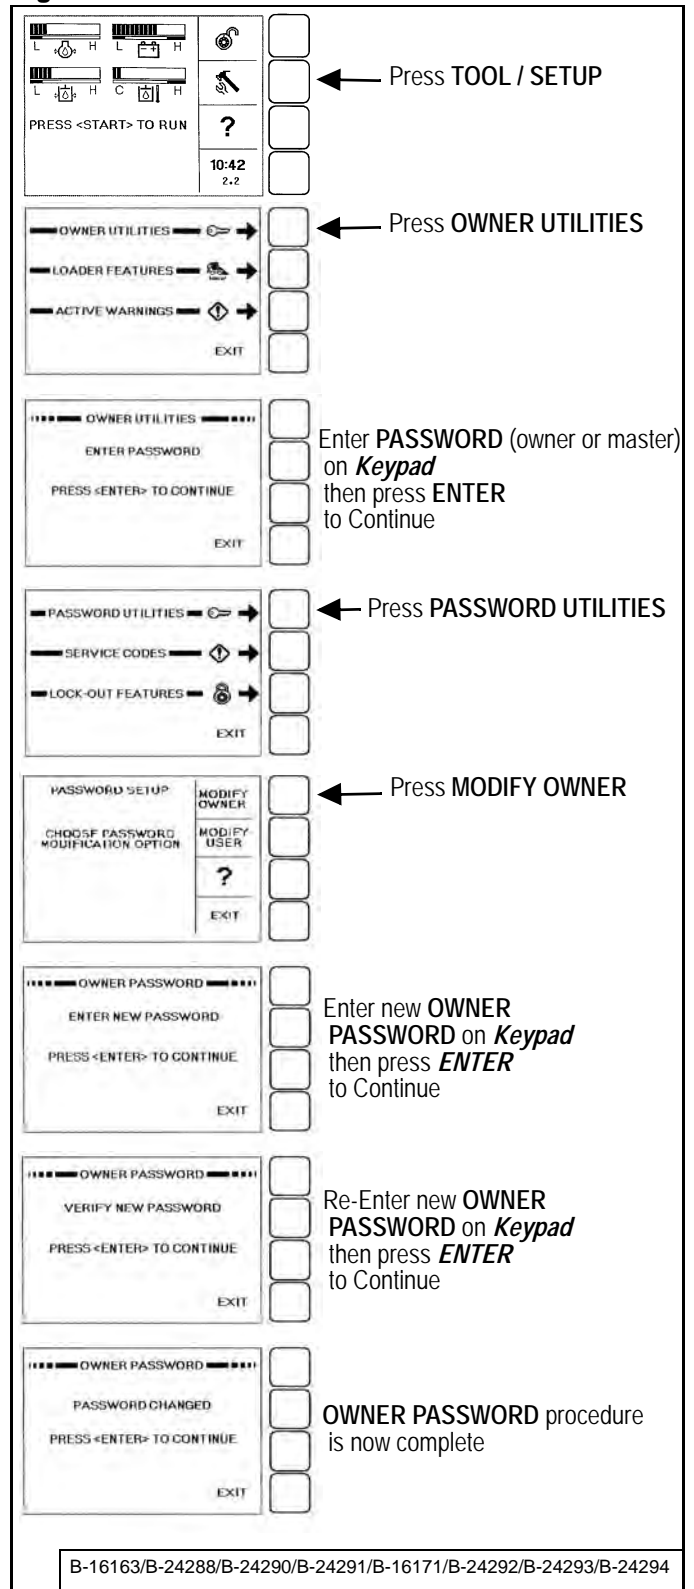 L H L H
L H C H
PRESS <START> TO RUN
?
10:42
2.2
Press TOOL / SETUP
OWNER UTILITIES
LOADER FEATURES
ACTIVE WARNINGS
EXIT
Press OWNER UTILITIES
OWNER UTILITIES
ENTER PASSWORD
PRESS <ENTER> TO CONTINUE
EXIT
Enter PASSWORD (owner or master)
on Keypad
then press ENTER
to Continue
PASSWORD UTILITIES
SERVICE CODES
LOCK-OUT FEATURES
EXIT
Press PASSWORD UTILITIES
PASSWORD SETUP
CHOOSE PASSWORD
MODIFICATION OPTION
MODIFY
OWNER
MODIFY
USER
?
EXIT
Press MODIFY OWNER
OWNER PASSWORD
ENTER NEW PASSWORD
PRESS <ENTER> TO CONTINUE
EXIT
Enter new OWNER
PASSWORD on Keypad
then press ENTER
to Continue
OWNER PASSWORD
VERIFY NEW PASSWORD
PRESS <ENTER> TO CONTINUE
EXIT
Re-Enter new OWNER
PASSWORD on Keypad
then press ENTER
to Continue
OWNER PASSWORD
PASSWORD CHANGED
PRESS <ENTER> TO CONTINUE
EXIT
OWNER PASSWORD procedure
is now complete
B-16163/B-24288/B-24290/B-24291/B-16171/B-24292/B-24293/B-24294